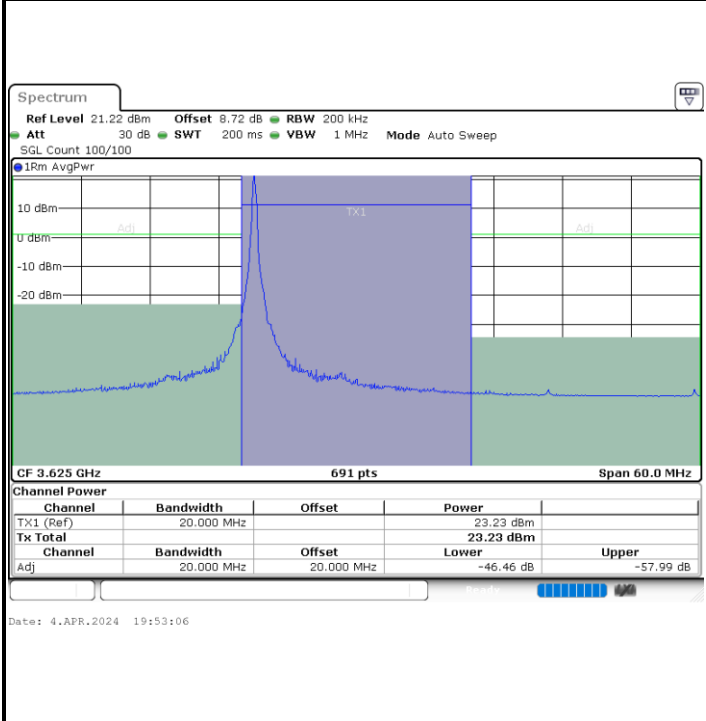 Spectrum
Ref Level 21.22 dBm Offset 8.72 dB RBW 200 kHz
Att 30 dB SWT 200 ms VBW 1 MHz Mode Auto Sweep
SGL Count 100/100
1Rm AvgPwr
10 dBm
TX1
Adj
Adj
0 dBm
-10 dBm
-20 dBm
CF 3.625 GHz 691 pts Span 60.0 MHz
Channel Power
Channel Bandwidth Offset Power
TX1 (Ref) 20.000 MHz 23.23 dBm
Tx Total 23.23 dBm
Channel Bandwidth Offset Lower Upper
Adj 20.000 MHz 20.000 MHz -46.46 dB -57.99 dB
Ready
Date: 4.APR.2024 19:53:06